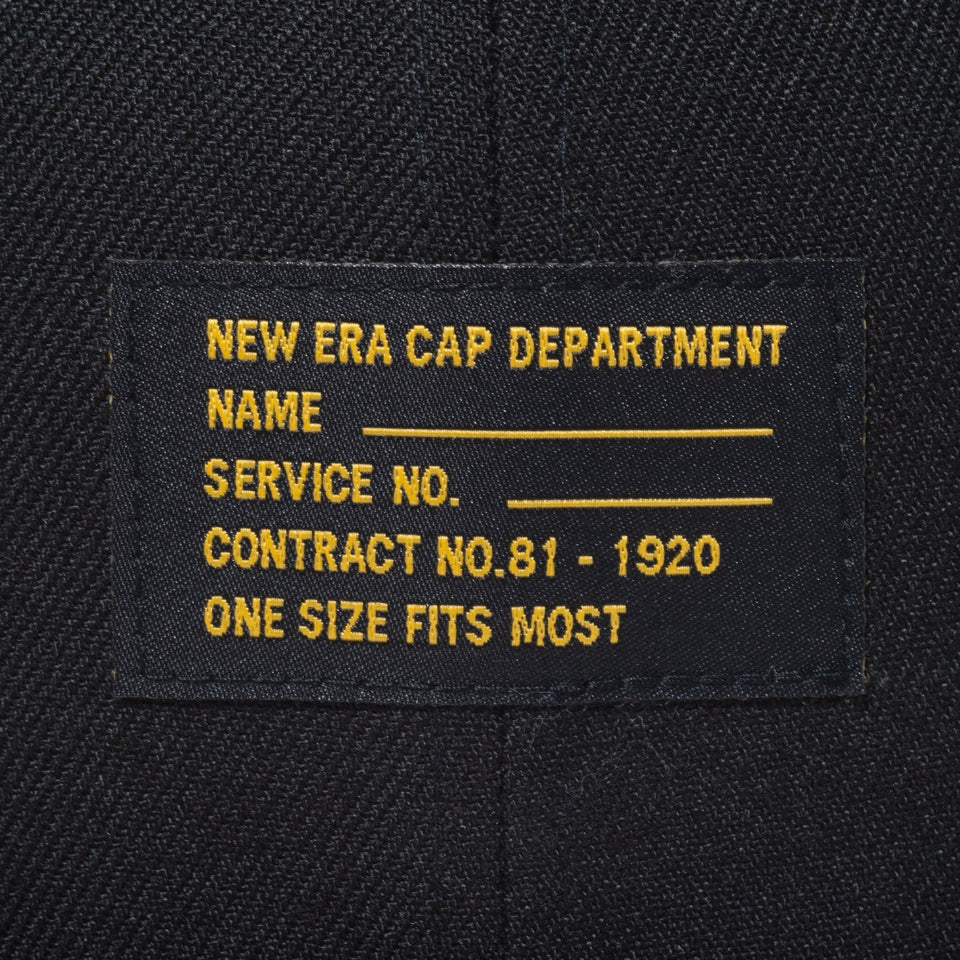 NEW ERA CAP DEPARTMENT
NAME
SERVICE NO.
CONTRACT NO.81 - 1920
ONE SIZE FITS MOST